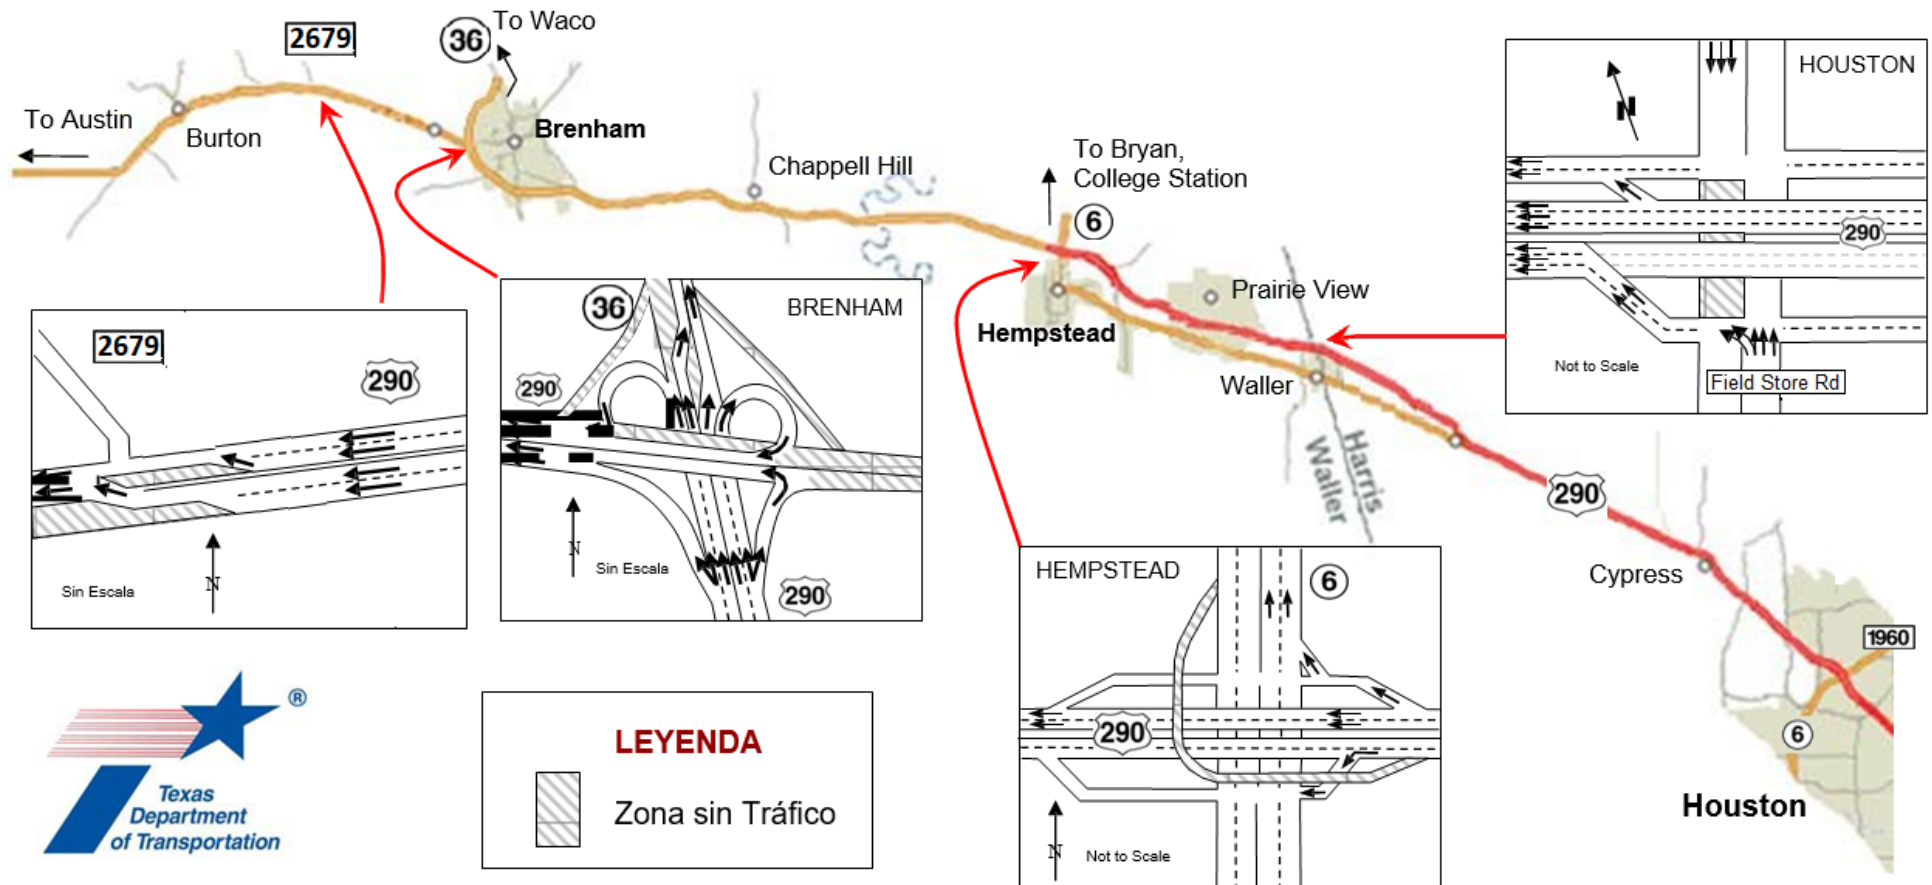 2679
36
To Waco
To Austin
Burton
Brenham
Chappell Hill
To Bryan,
College Station
6
Prairie View
Hempstead
Waller
Harris
Waller
290
Cypress
1960
6
Houston
HOUSTON
N
290
Not to Scale
Field Store Rd
2679
290
Sin Escala
N
36
BRENHAM
290
N
Sin Escala
290
HEMPSTEAD
6
290
N
Not to Scale
®
Texas
Department
of Transportation
LEYENDA
Zona sin Tráfico